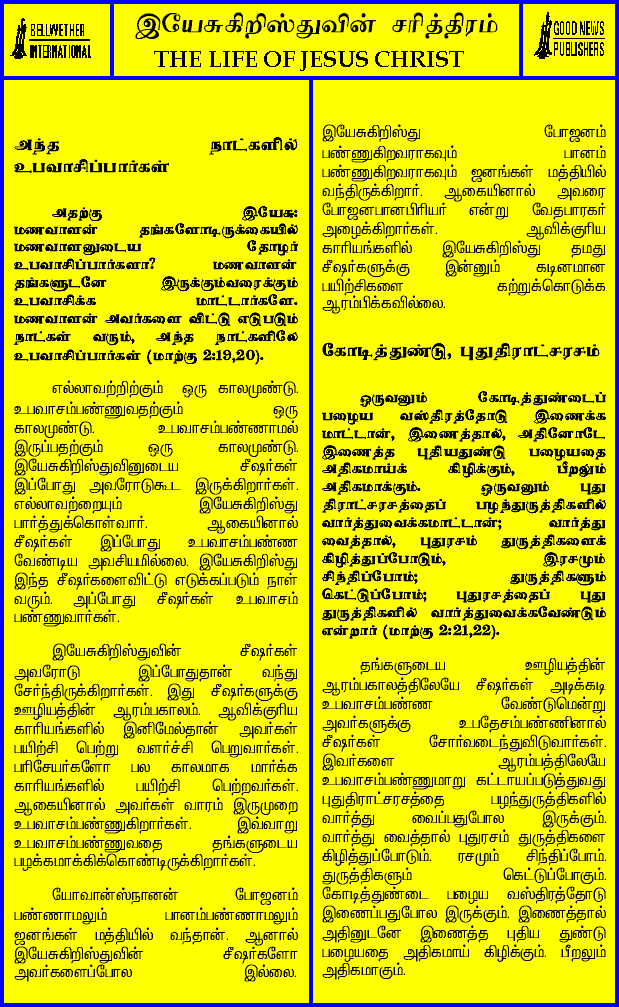 BELLWETHER
INTERNATIONAL
இயேசுகிறிஸ்துவின் சரித்திரம்
THE LIFE OF JESUS CHRIST
GOOD NEWS
PUBLISHERS
அந்த நாட்களில்
உபவாசிப்பார்கள்
அதற்கு இயேசு:
மணவாளன் தங்களோடிருக்கையில்
மணவாளனுடைய தோழர்
உபவாசிப்பார்களா? மணவாளன்
தங்களுடனே இருக்கும்வரைக்கும்
உபவாசிக்க மாட்டார்களே.
மணவாளன் அவர்களை விட்டு எடுபடும்
நாட்கள் வரும், அந்த நாட்களிலே
உபவாசிப்பார்கள் (மாற்கு 2:19,20).
எல்லாவற்றிற்கும் ஒரு காலமுண்டு.
உபவாசம்பண்ணுவதற்கும் ஒரு
காலமுண்டு. உபவாசம்பண்ணாமல்
இருப்பதற்கும் ஒரு காலமுண்டு.
இயேசுகிறிஸ்துவினுடைய சீஷர்கள்
இப்போது அவரோடுகூட இருக்கிறார்கள்.
எல்லாவற்றையும் இயேசுகிறிஸ்து
பார்த்துக்கொள்வார். ஆகையினால்
சீஷர்கள் இப்போது உபவாசம்பண்ண
வேண்டிய அவசியமில்லை. இயேசுகிறிஸ்து
இந்த சீஷர்களைவிட்டு எடுக்கப்படும் நாள்
வரும். அப்போது சீஷர்கள் உபவாசம்
பண்ணுவார்கள்.
இயேசுகிறிஸ்துவின் சீஷர்கள்
அவரோடு இப்போதுதான் வந்து
சேர்ந்திருக்கிறார்கள். இது சீஷர்களுக்கு
ஊழியத்தின் ஆரம்பகாலம். ஆவிக்குரிய
காரியங்களில் இனிமேல்தான் அவர்கள்
பயிற்சி பெற்று வளர்ச்சி பெறுவார்கள்.
பரிசேயர்களோ பல காலமாக மார்க்க
காரியங்களில் பயிற்சி பெற்றவர்கள்.
ஆகையினால் அவர்கள் வாரம் இருமுறை
உபவாசம்பண்ணுகிறார்கள். இவ்வாறு
உபவாசம்பண்ணுவதை தங்களுடைய
பழக்கமாக்கிக்கொண்டிருக்கிறார்கள்.
யோவான்ஸ்நானன் போஜனம்
பண்ணாமலும் பானம்பண்ணாமலும்
ஜனங்கள் மத்தியில் வந்தான். ஆனால்
இயேசுகிறிஸ்துவின் சீஷர்களோ
அவர்களைப்போல இல்லை.
இயேசுகிறிஸ்து போஜனம்
பண்ணுகிறவராகவும் பானம்
பண்ணுகிறவராகவும் ஜனங்கள் மத்தியில்
வந்திருக்கிறார். ஆகையினால் அவரை
போஜனபானபிரியர் என்று வேதபாரகர்
அழைக்கிறார்கள். ஆவிக்குரிய
காரியங்களில் இயேசுகிறிஸ்து தமது
சீஷர்களுக்கு இன்னும் கடினமான
பயிற்சிகளை கற்றுக்கொடுக்க
ஆரம்பிக்கவில்லை.
கோடித்துண்டு, புதுதிராட்சரசம்
ஒருவனும் கோடித்துண்டைப்
பழைய வஸ்திரத்தோடு இணைக்க
மாட்டான், இணைத்தால், அதினோடே
இணைத்த புதியதுண்டு பழையதை
அதிகமாய்க் கிழிக்கும், பீறலும்
அதிகமாகும். ஒருவனும் புது
திராட்சரசத்தைப் பழந்துருத்திகளில்
வார்த்துவைக்கமாட்டான்; வார்த்து
வைத்தால், புதுரசம் துருத்திகளைக்
கிழித்துப்போடும், இரசமும்
சிந்திப்போம்; துருத்திகளும்
கெட்டுப்போம்; புதுரசத்தைப் புது
துருத்திகளில் வார்த்துவைக்கவேண்டும்
என்றார் (மாற்கு 2:21,22).
தங்களுடைய ஊழியத்தின்
ஆரம்பகாலத்திலேயே சீஷர்கள் அடிக்கடி
உபவாசம்பண்ண வேண்டுமென்று
அவர்களுக்கு உபதேசம்பண்ணினால்
சீஷர்கள் சோர்வடைந்துவிடுவார்கள்.
இவர்களை ஆரம்பத்திலேயே
உபவாசம்பண்ணுமாறு கட்டாயப்படுத்துவது
புதுதிராட்சரசத்தை பழந்துருத்திகளில்
வார்த்து வைப்பதுபோல இருக்கும்.
வார்த்து வைத்தால் புதுரசம் துருத்திகளை
கிழித்துப்போடும். ரசமும் சிந்திப்போம்.
துருத்திகளும் கெட்டுப்போகும்.
கோடித்துண்டை பழைய வஸ்திரத்தோடு
இணைப்பதுபோல இருக்கும். இணைத்தால்
அதினுடனே இணைத்த புதிய துண்டு
பழையதை அதிகமாய் கிழிக்கும். பீறலும்
அதிகமாகும்.